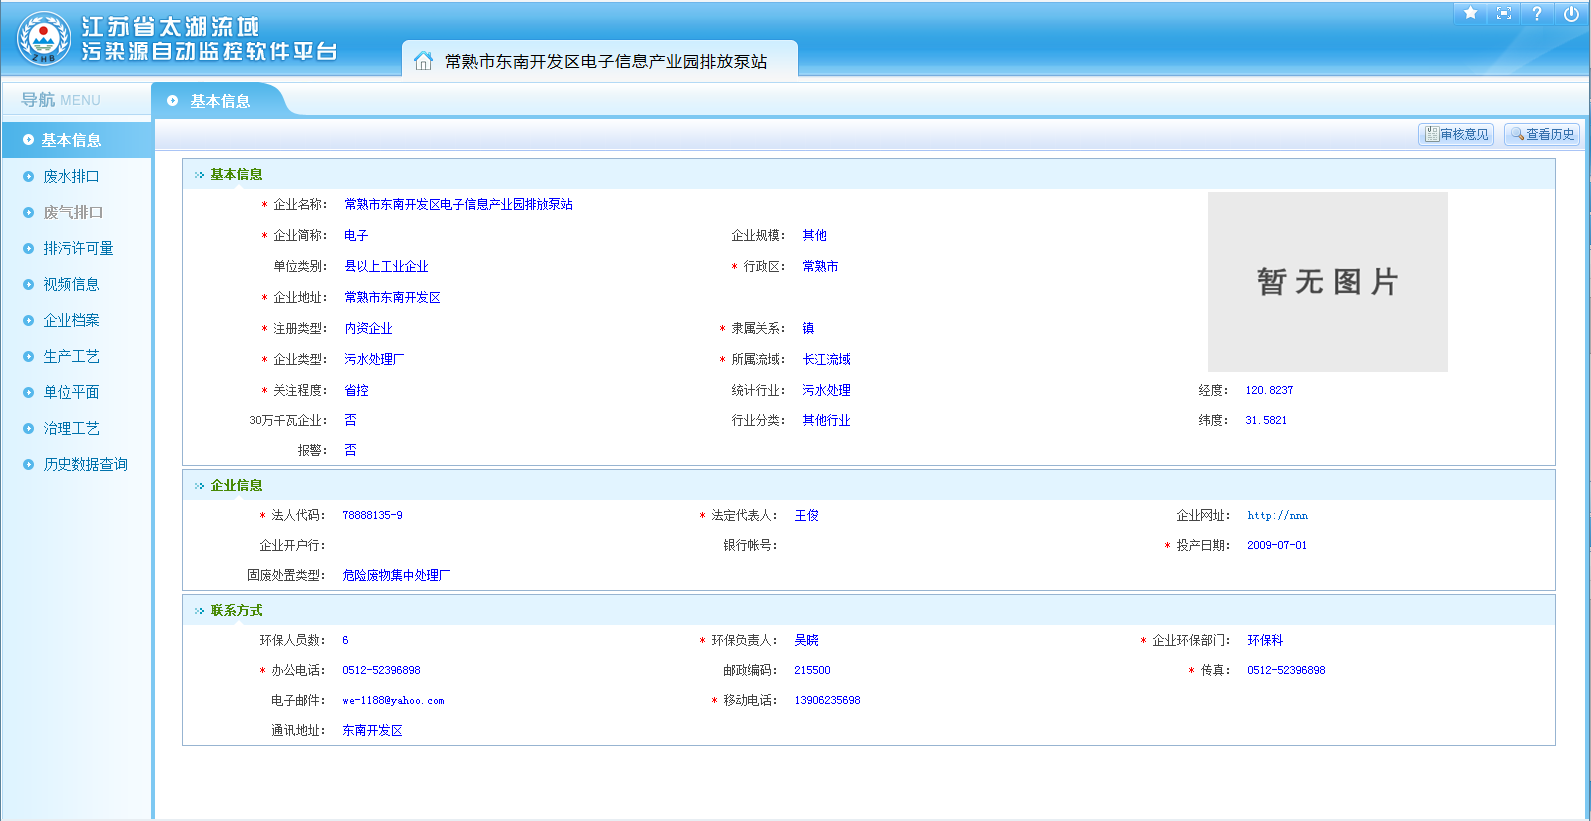 江苏省太湖流域
污染源自动监控软件平台
ZHB
常熟市东南开发区电子信息产业园排放泵站
?
导航 MENU
基本信息
基本信息
废水排口
废气排口
排污许可量
视频信息
企业档案
生产工艺
单位平面
治理工艺
历史数据查询
审核意见 查看历史
基本信息
* 企业名称： 常熟市东南开发区电子信息产业园排放泵站
* 企业简称： 电子 企业规模： 其他
单位类别： 县以上工业企业 * 行政区： 常熟市
* 企业地址： 常熟市东南开发区
暂无图片
* 注册类型： 内资企业 * 隶属关系： 镇
* 企业类型： 污水处理厂 * 所属流域： 长江流域
* 关注程度： 省控 统计行业： 污水处理 经度： 120.8237
30万千瓦企业： 否 行业分类： 其他行业 纬度： 31.5821
报警： 否
企业信息
* 法人代码： 78888135-9 * 法定代表人： 王俊 企业网址： http://nnn
企业开户行： 银行帐号： * 投产日期： 2009-07-01
固废处置类型： 危险废物集中处理厂
联系方式
环保人员数： 6 * 环保负责人： 吴晓 * 企业环保部门： 环保科
* 办公电话： 0512-52396898 邮政编码： 215500 * 传真： 0512-52396898
电子邮件： we-1188@yahoo.com * 移动电话： 13906235698
通讯地址： 东南开发区